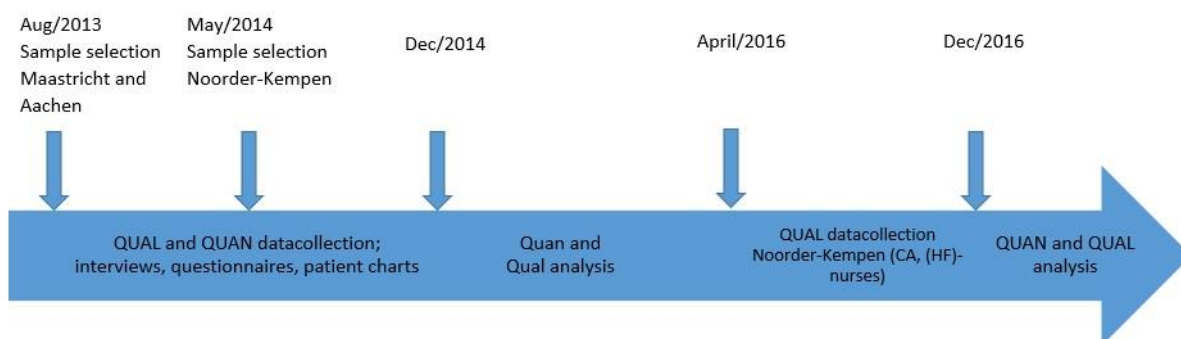 Aug/2013
Sample selection
Maastricht and
Aachen
May/2014
Sample selection
Noorder-Kempen
Dec/2014
April/2016
Dec/2016
QUAL and QUAN datacollection;
interviews, questionnaires, patient charts
Quan and
Qual analysis
QUAL datacollection
Noorder-Kempen (CA, (HF)-
nurses)
QUAN and QUAL
analysis